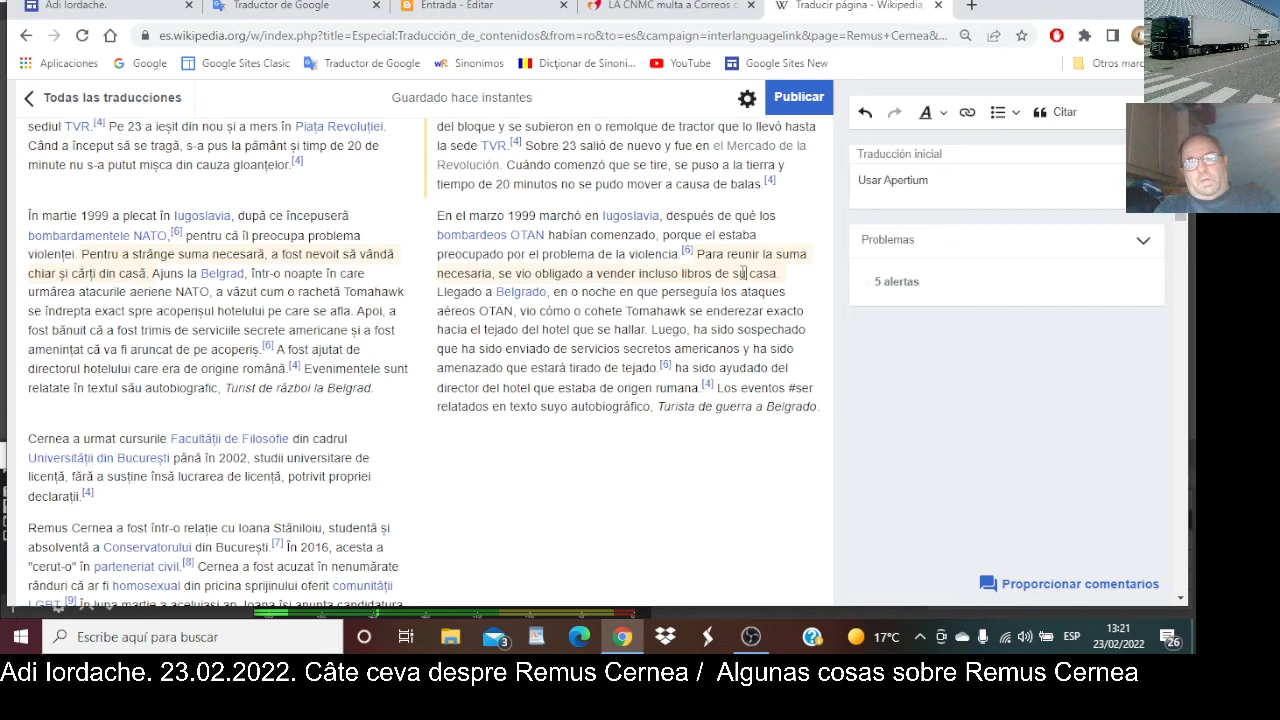 Adi Iordache.
Traductor de Google
Entrada - Editar
LA CNMC multa a Correos c
Traducir página - Wikipedia,
es.wikipedia.org/w/index.php?title=Especial:Traducción_de_contenidos&from=ro&to=es&campaign=interlanguagelink&page=Remus+Cernea&...
Aplicaciones
Google
Google Sites Clasic
Traductor de Google
Sinonimos
Dicționar de Sinoni...
YouTube
Google Sites New
Otros marc
Todas las traducciones
Guardado hace instantes
Publicar
sediul TVR.[4] Pe 23 a ieșit din nou și a mers în Piața Revoluției.
Când a început să se tragă, s-a pus la pământ și timp de 20 de
minute nu s-a putut mișca din cauza gloanțelor.[4]
În martie 1999 a plecat în Iugoslavia, după ce începuseră
bombardamentele NATO,[6] pentru că îl preocupa problema
violenței. Pentru a strânge suma necesară, a fost nevoit să vândă
chiar și cărți din casă. Ajuns la Belgrad, într-o noapte în care
urmărea atacurile aeriene NATO, a văzut cum o rachetă Tomahawk
se îndrepta exact spre acoperișul hotelului pe care se afla. Apoi, a
fost bănuit că a fost trimis de serviciile secrete americane și a fost
amenințat că va fi aruncat de pe acoperiș.[6] A fost ajutat de
directorul hotelului care era de origine română.[4] Evenimentele sunt
relatate în textul său autobiografic, Turist de război la Belgrad.
Cernea a urmat cursurile Facultății de Filosofie din cadrul
Universității din București până în 2002, studii universitare de
licență, fără a susține însă lucrarea de licență, potrivit propriei
declarații.[4]
Remus Cernea a fost într-o relație cu Ioana Stăniloiu, studentă și
absolventă a Conservatorului din București.[7] În 2016, acesta a
"cerut-o" în parteneriat civil.[8] Cernea a fost acuzat în nenumărate
rânduri că ar fi homosexual din pricina sprijinului oferit comunității
LGBT.[9] În luna martie a aceluiași an, Ioana își anunța candidatura
del bloque y se subieron en o remolque de tractor que lo llevó hasta
la sede TVR.[4] Sobre 23 salió de nuevo y fue en el Mercado de la
Revolución. Cuándo comenzó que se tire, se puso a la tierra y
tiempo de 20 minutos no se pudo mover a causa de balas.[4]
En el marzo 1999 marchó en Iugoslavia, después de qué los
bombardeos OTAN habían comenzado, porque el estaba
preocupado por el problema de la violencia.[6] Para reunir la suma
necesaria, se vio obligado a vender incluso libros de su casa.
Llegado a Belgrado, en o noche en que perseguía los ataques
aéreos OTAN, vio cómo o cohete Tomahawk se enderezar exacto
hacia el tejado del hotel que se hallar. Luego, ha sido sospechado
que ha sido enviado de servicios secretos americanos y ha sido
amenazado que estará tirado de tejado.[6] ha sido ayudado del
director del hotel que estaba de origen rumana.[4] Los eventos #ser
relatados en texto suyo autobiográfico, Turista de guerra a Belgrado.
Citar
Traducción inicial
Usar Apertium
Problemas
5 alertas
Proporcionar comentarios
Escribe aquí para buscar
3
17°C
ESP
13:21
23/02/2022
26
Adi Iordache. 23.02.2022. Câte ceva despre Remus Cernea / Algunas cosas sobre Remus Cernea